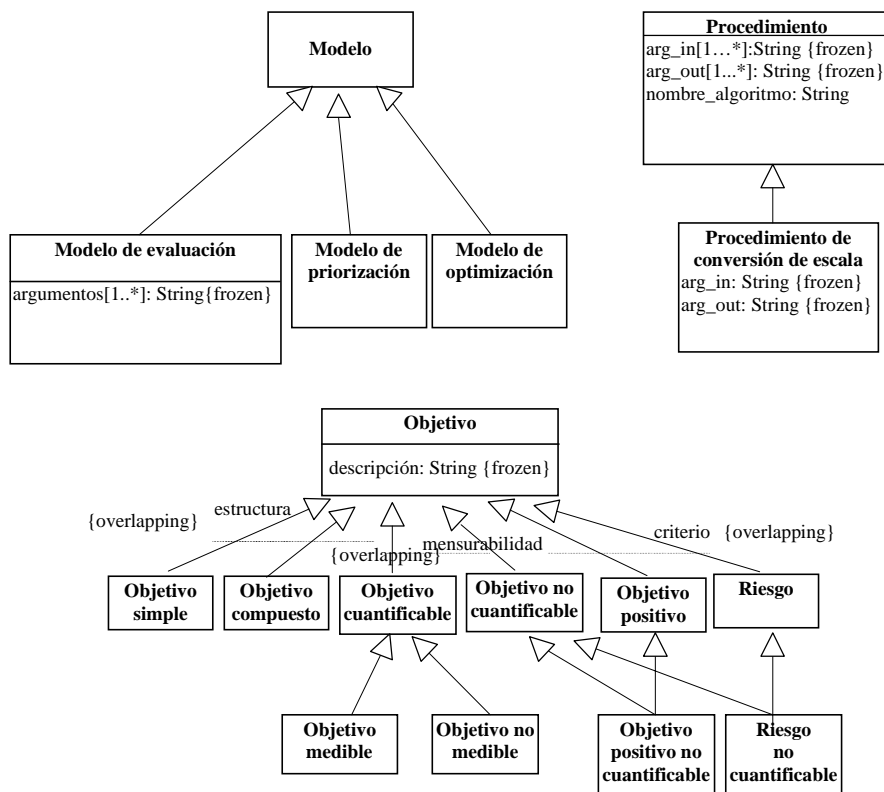 Modelo
Modelo de evaluación
argumentos[1..*]: String{frozen}
Modelo de
priorización
Modelo de
optimización
Procedimiento
arg_in[1…*]:String {frozen}
arg_out[1...*]: String {frozen}
nombre_algoritmo: String
Procedimiento de
conversión de escala
arg_in: String {frozen}
arg_out: String {frozen}
Objetivo
descripción: String {frozen}
{overlapping}
estructura
{overlapping}
mensurabilidad
criterio
{overlapping}
Objetivo
simple
Objetivo
compuesto
Objetivo
cuantificable
Objetivo no
cuantificable
Objetivo
positivo
Riesgo
Objetivo
medible
Objetivo no
medible
Objetivo
positivo no
cuantificable
Riesgo
no
cuantificable